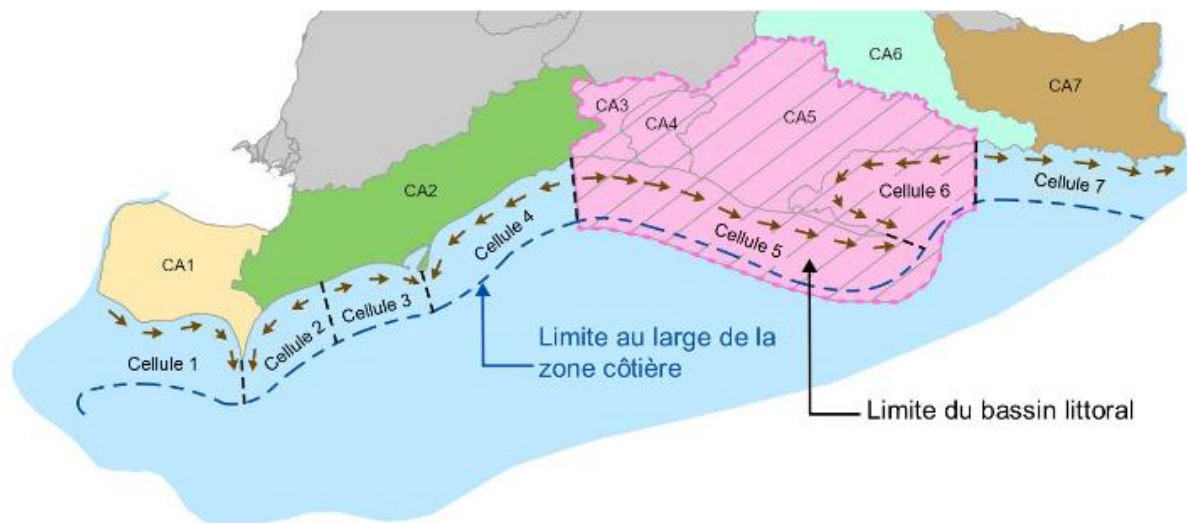 CA6
CA7
CA3
CA4
CA5
CA2
CA1
Cellule 6
Cellule 7
Cellule 4
Cellule 5
Cellule 3
Cellule 2
Cellule 1
Limite au large de la
zone côtière
Limite du bassin littoral